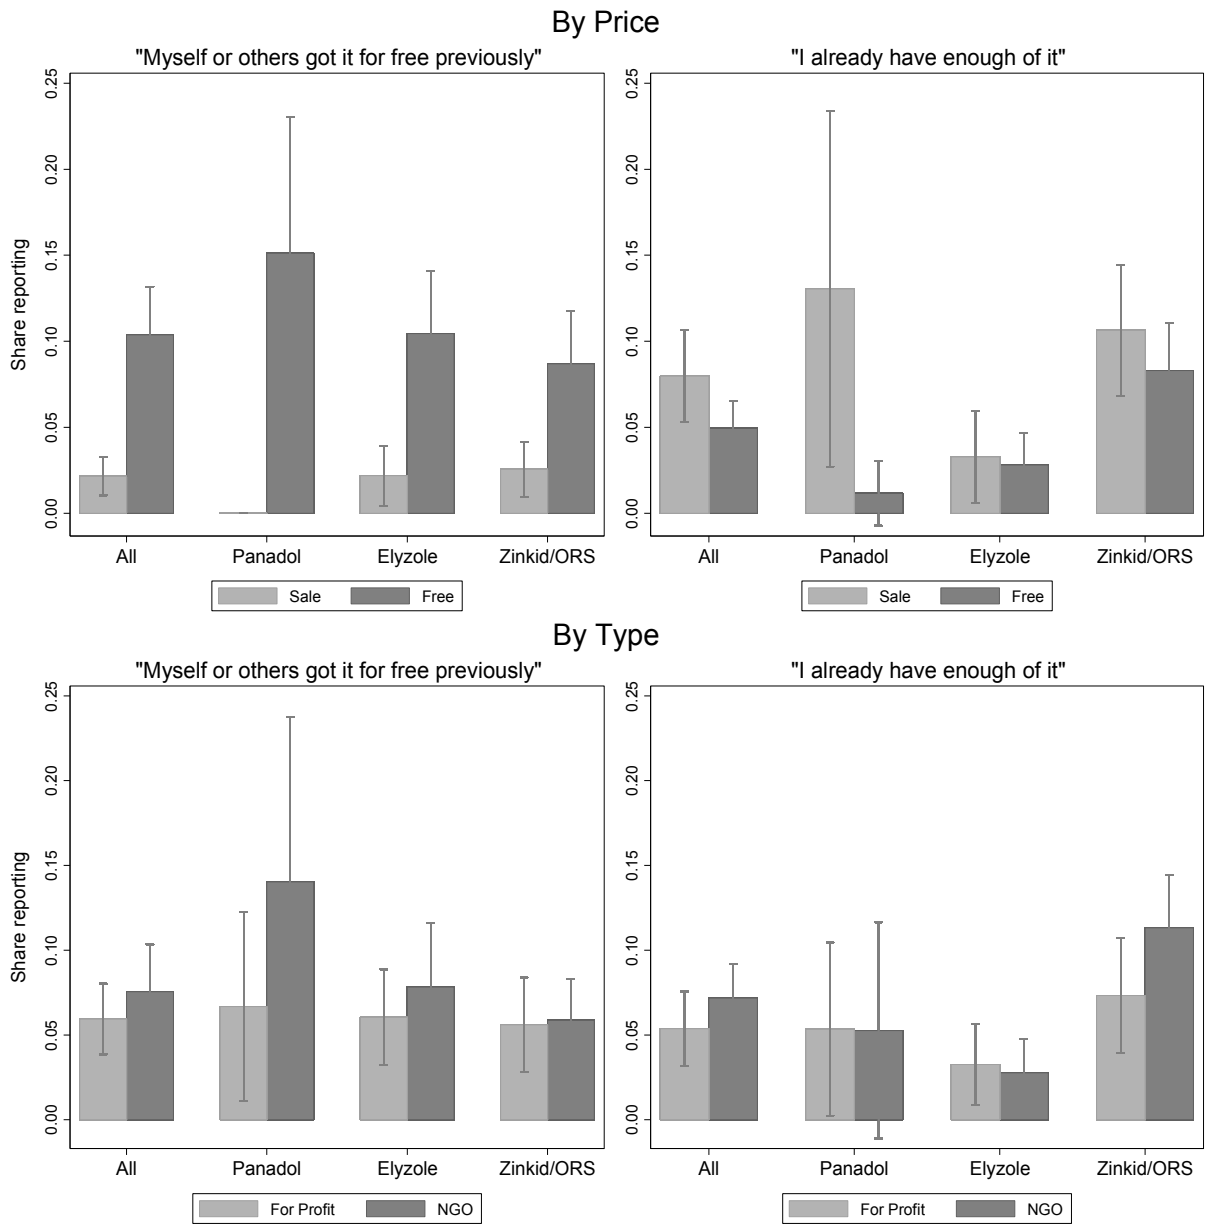 By Price
"Myself or others got it for free previously"
"I already have enough of it"
Share reporting
0.25
0.20
0.15
0.10
0.05
0.00
All Panadol Elyzole Zinkid/ORS
Sale Free
0.25
0.20
0.15
0.10
0.05
0.00
All Panadol Elyzole Zinkid/ORS
Sale Free
By Type
"Myself or others got it for free previously"
"I already have enough of it"
Share reporting
0.25
0.20
0.15
0.10
0.05
0.00
All Panadol Elyzole Zinkid/ORS
For Profit NGO
0.25
0.20
0.15
0.10
0.05
0.00
All Panadol Elyzole Zinkid/ORS
For Profit NGO